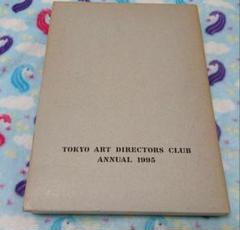 TOKYO ART DIRECTORS CLUB
ANNUAL 1995